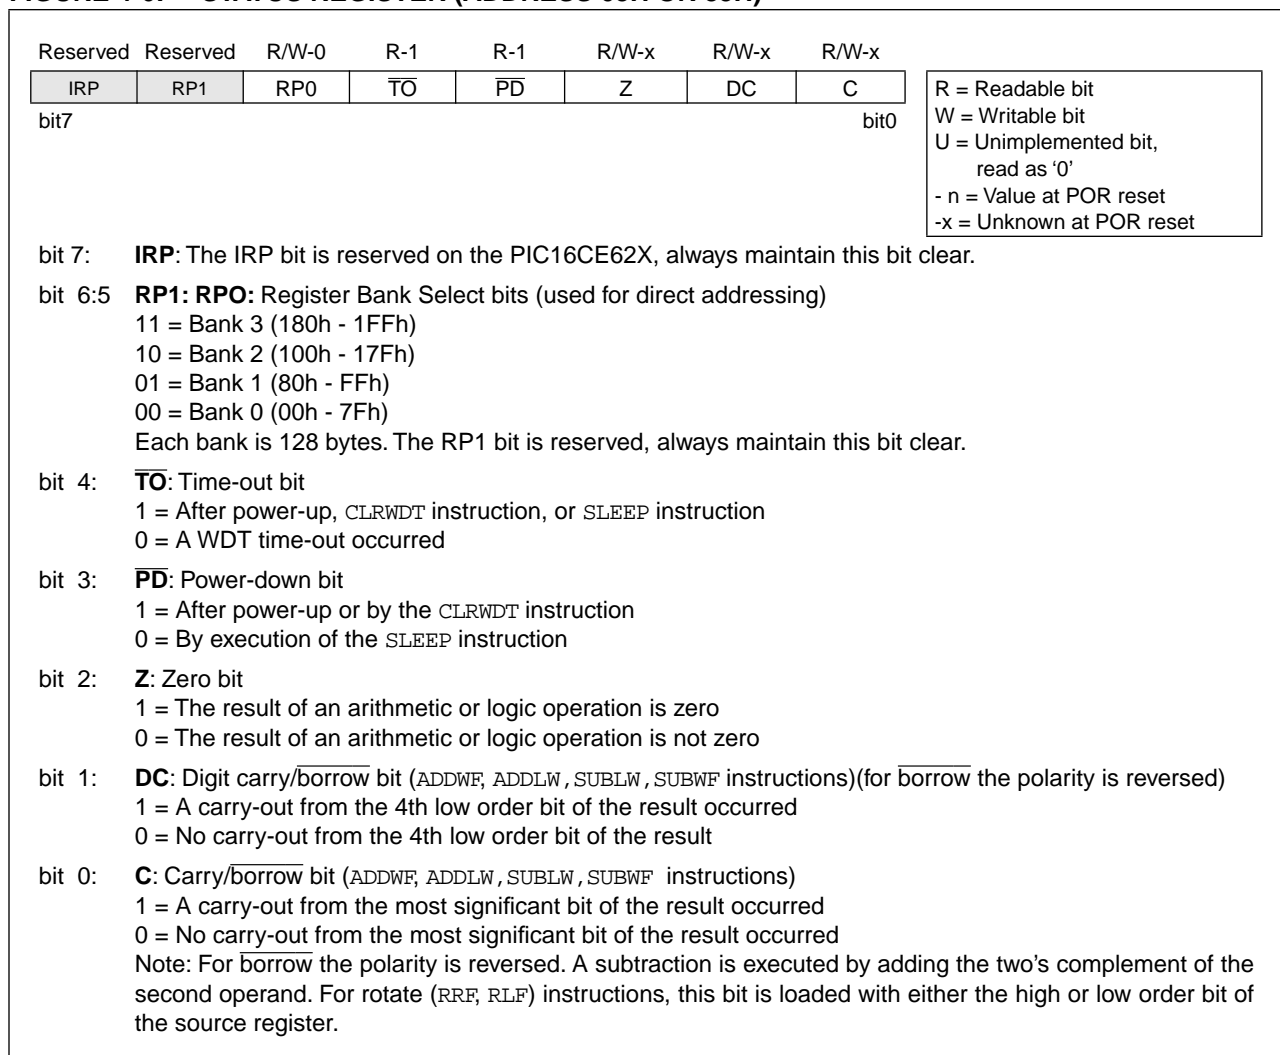 Reserved Reserved R/W-0 R-1 R-1 R/W-x R/W-x R/W-x
IRP RP1 RP0 TO PD Z DC C
bit7 bit0
R = Readable bit
W = Writable bit
U = Unimplemented bit,
read as ‘0’
- n = Value at POR reset
-x = Unknown at POR reset
bit 7: IRP: The IRP bit is reserved on the PIC16CE62X, always maintain this bit clear.
bit 6:5 RP1: RPO: Register Bank Select bits (used for direct addressing)
11 = Bank 3 (180h - 1FFh)
10 = Bank 2 (100h - 17Fh)
01 = Bank 1 (80h - FFh)
00 = Bank 0 (00h - 7Fh)
Each bank is 128 bytes. The RP1 bit is reserved, always maintain this bit clear.
bit 4: TO: Time-out bit
1 = After power-up, CLRWDT instruction, or SLEEP instruction
0 = A WDT time-out occurred
bit 3: PD: Power-down bit
1 = After power-up or by the CLRWDT instruction
0 = By execution of the SLEEP instruction
bit 2: Z: Zero bit
1 = The result of an arithmetic or logic operation is zero
0 = The result of an arithmetic or logic operation is not zero
bit 1: DC: Digit carry/borrow bit (ADDWF, ADDLW,SUBLW,SUBWF instructions)(for borrow the polarity is reversed)
1 = A carry-out from the 4th low order bit of the result occurred
0 = No carry-out from the 4th low order bit of the result
bit 0: C: Carry/borrow bit (ADDWF, ADDLW,SUBLW,SUBWF instructions)
1 = A carry-out from the most significant bit of the result occurred
0 = No carry-out from the most significant bit of the result occurred
Note: For borrow the polarity is reversed. A subtraction is executed by adding the two’s complement of the
second operand. For rotate (RRF, RLF) instructions, this bit is loaded with either the high or low order bit of
the source register.